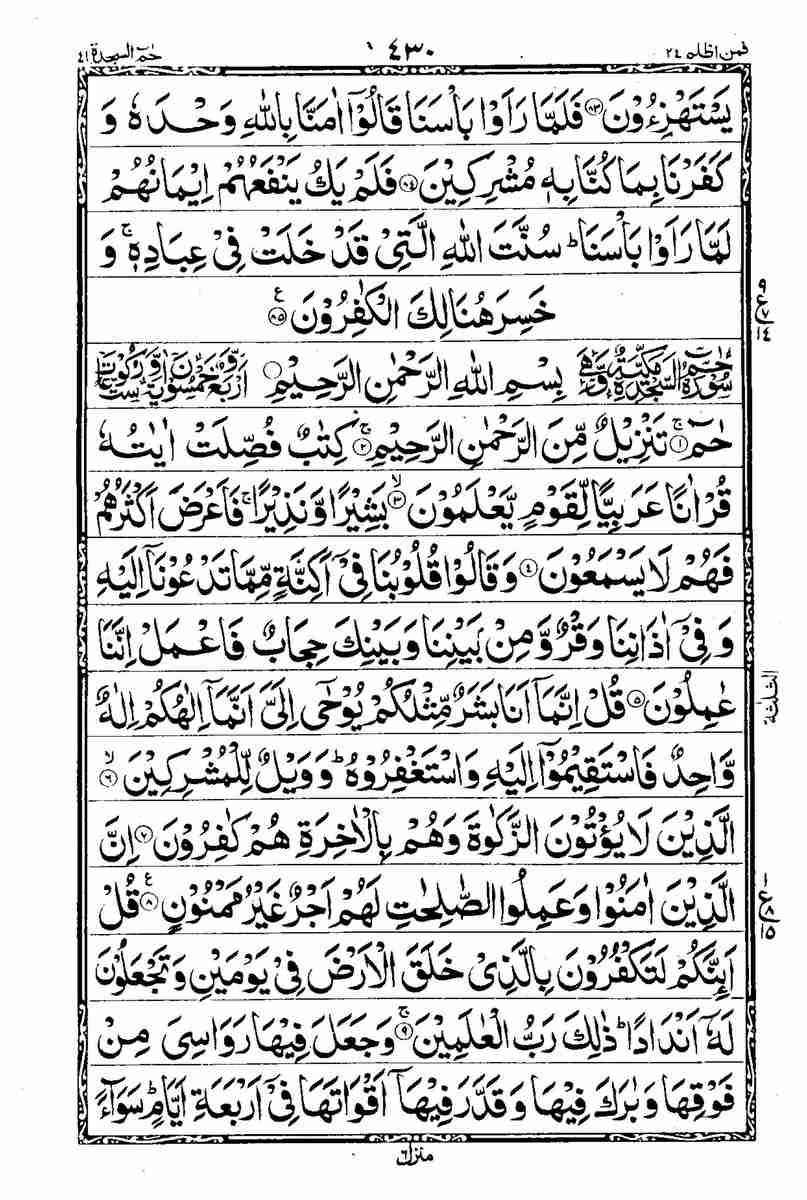 فمن اظلم ٢٤ ٤٣٠ حٰم السجدة ٤١
يَسْتَهْزِءُوْنَ ﴿٨٣﴾ فَلَمَّا رَاَوْا بَاْسَنَا قَالُوْۤا اٰمَنَّا بِاللّٰهِ وَحْدَهٗ وَ
كَفَرْنَا بِمَا كُنَّا بِهٖ مُشْرِكِيْنَ ﴿٨٤﴾ فَلَمْ يَكُ يَنْفَعُهُمْ اِيْمَانُهُمْ
لَمَّا رَاَوْا بَاْسَنَا ؕ سُنَّتَ اللّٰهِ الَّتِيْ قَدْ خَلَتْ فِيْ عِبَادِهٖ ۚ وَ
خَسِرَ هُنَالِكَ الْكٰفِرُوْنَ ﴿٨٥﴾ ع
سُوْرَةُ حٰمٓ السَّجْدَةِ مَكِّيَّةٌ وَّهِيَ بِسْمِ اللّٰهِ الرَّحْمٰنِ الرَّحِيْمِ اَرْبَعٌ وَّخَمْسُوْنَ اٰيَةً وَّسِتُّ رُكُوْعَاتٍ
حٰمٓ ﴿١﴾ ۚ تَنْزِيْلٌ مِّنَ الرَّحْمٰنِ الرَّحِيْمِ ﴿٢﴾ ۚ كِتٰبٌ فُصِّلَتْ اٰيٰتُهٗ
قُرْاٰنًا عَرَبِيًّا لِّقَوْمٍ يَّعْلَمُوْنَ ﴿٣﴾ ۙ بَشِيْرًا وَّنَذِيْرًا ۚ فَاَعْرَضَ اَكْثَرُهُمْ
فَهُمْ لَا يَسْمَعُوْنَ ﴿٤﴾ وَقَالُوْا قُلُوْبُنَا فِيْۤ اَكِنَّةٍ مِّمَّا تَدْعُوْنَاۤ اِلَيْهِ
وَ فِيْۤ اٰذَانِنَا وَقْرٌ وَّ مِنْۢ بَيْنِنَا وَ بَيْنِكَ حِجَابٌ فَاعْمَلْ اِنَّنَا
عٰمِلُوْنَ ﴿٥﴾ قُلْ اِنَّمَاۤ اَنَا بَشَرٌ مِّثْلُكُمْ يُوْحٰۤى اِلَيَّ اَنَّمَاۤ اِلٰهُكُمْ اِلٰهٌ
وَّاحِدٌ فَاسْتَقِيْمُوْۤا اِلَيْهِ وَاسْتَغْفِرُوْهُ ؕ وَوَيْلٌ لِّلْمُشْرِكِيْنَ ﴿٦﴾ ۙ
الَّذِيْنَ لَا يُؤْتُوْنَ الزَّكٰوةَ وَهُمْ بِالْاٰخِرَةِ هُمْ كٰفِرُوْنَ ﴿٧﴾ اِنَّ
الَّذِيْنَ اٰمَنُوْا وَعَمِلُوا الصّٰلِحٰتِ لَهُمْ اَجْرٌ غَيْرُ مَمْنُوْنٍ ﴿٨﴾ ع قُلْ
اَئِنَّكُمْ لَتَكْفُرُوْنَ بِالَّذِيْ خَلَقَ الْاَرْضَ فِيْ يَوْمَيْنِ وَ تَجْعَلُوْنَ
لَهٗۤ اَنْدَادًا ؕ ذٰلِكَ رَبُّ الْعٰلَمِيْنَ ﴿٩﴾ ۚ وَجَعَلَ فِيْهَا رَوَاسِيَ مِنْ
فَوْقِهَا وَ بٰرَكَ فِيْهَا وَ قَدَّرَ فِيْهَاۤ اَقْوَاتَهَا فِيْۤ اَرْبَعَةِ اَيَّامٍ ؕ سَوَآءً
منزل ٦
الثلثة